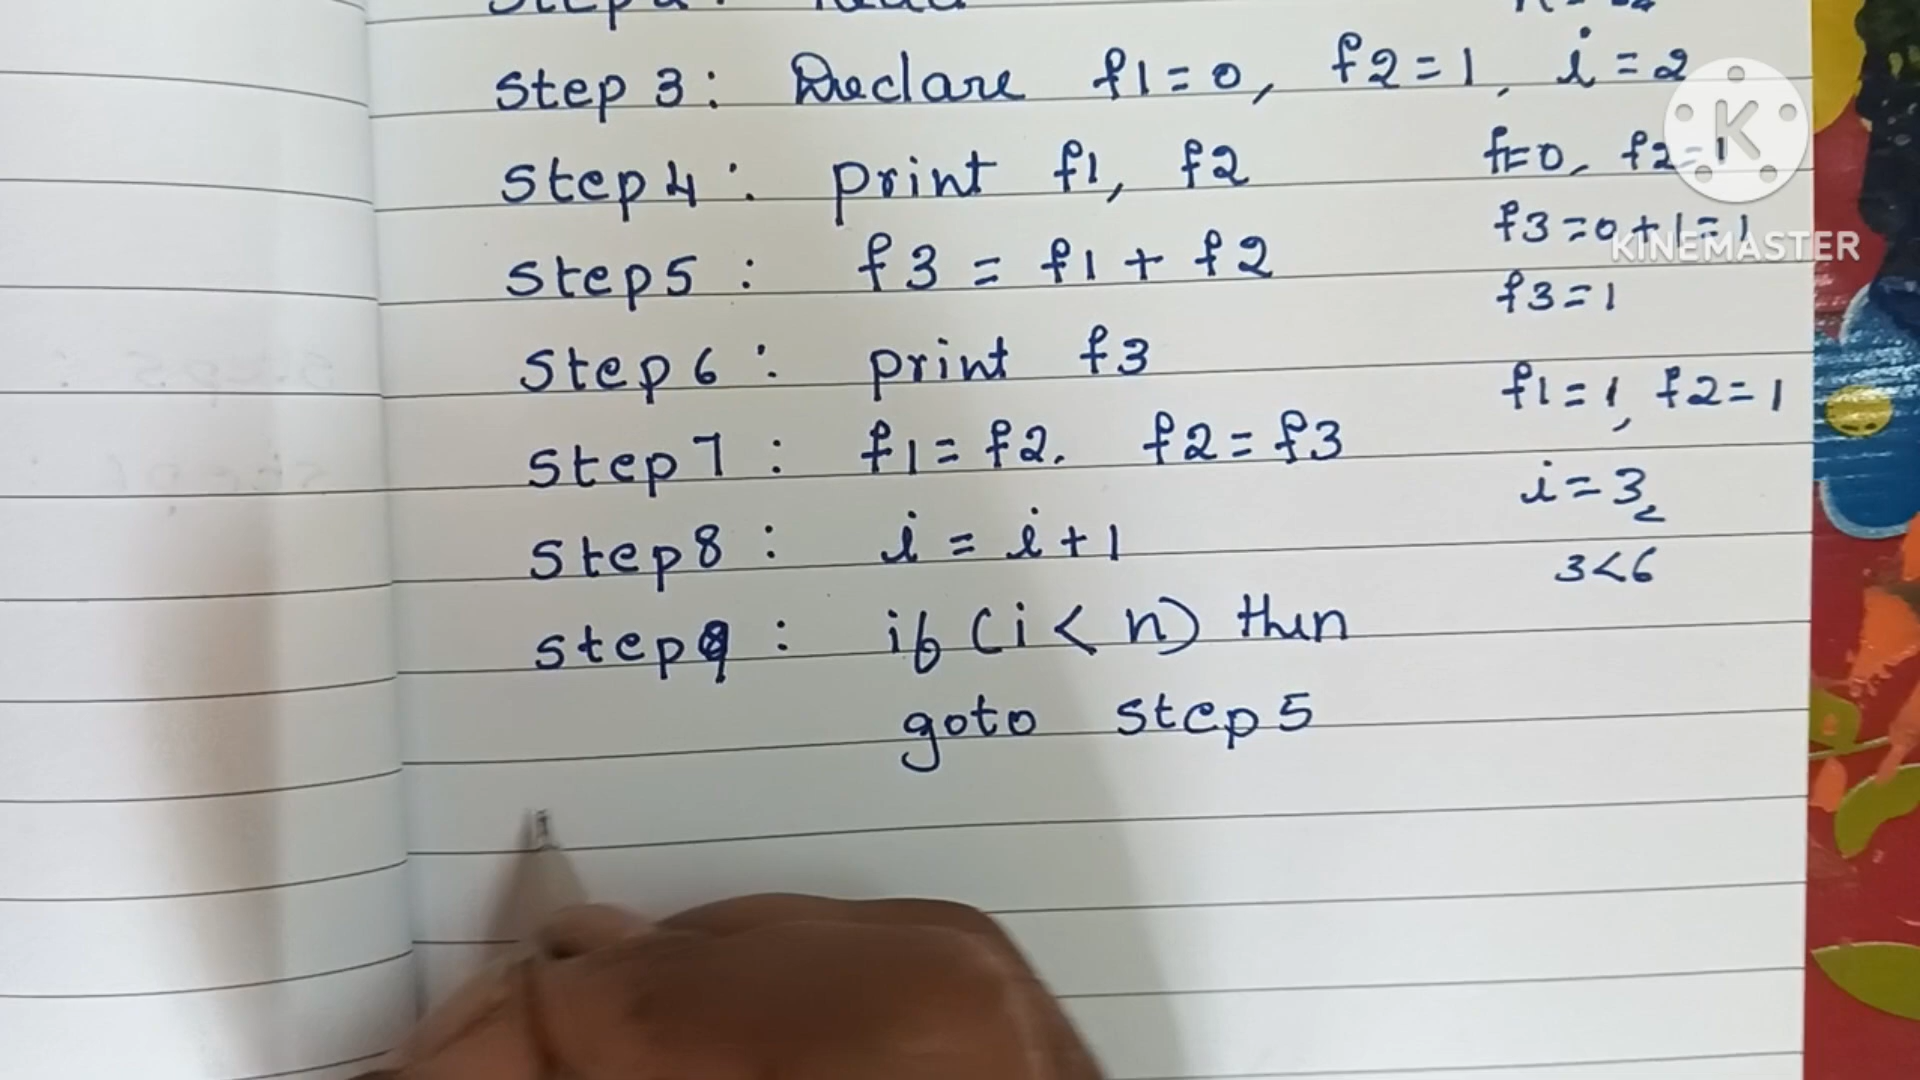 Step 3: Declare f1=0, f2=1, i=2
Step 4: print f1, f2
f1=0, f2=1
Step 5: f3 = f1 + f2
f3=0+1=1
f3=1
Step 6: print f3
f1=1, f2=1
Step 7: f1=f2. f2=f3
i=3
Step 8: i = i+1
3<6
Step 9: if (i < n) then
goto step 5
K
KINEMASTER